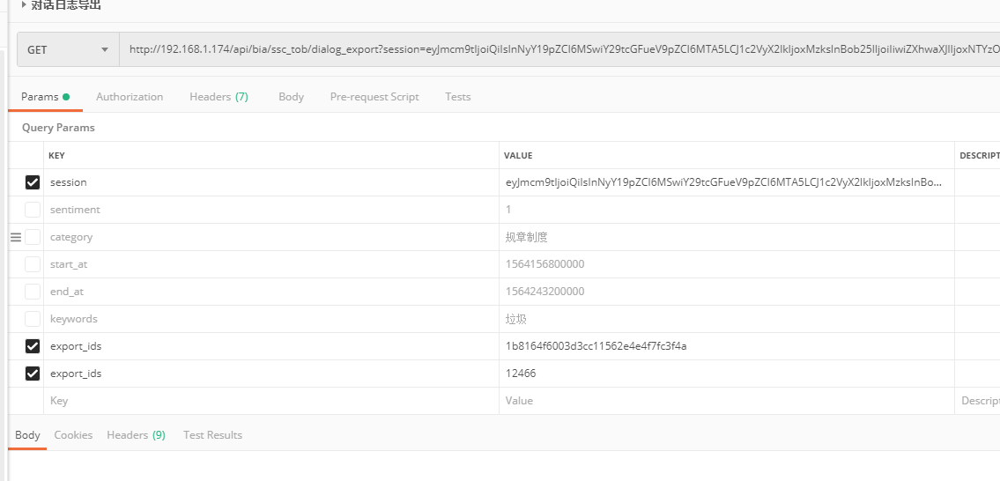 对话日志导出
GET http://192.168.1.174/api/bia/ssc_tob/dialog_export?session=eyJmcm9tIjoiQiIsInNyY19pZCI6MSwiY29tcGFueV9pZCI6MTA5LCJ1c2VyX2lkIjoxMzksInBob25lIjoiIiwiZXhwaXJlIjoxNTYzO
Params Authorization Headers (7) Body Pre-request Script Tests
Query Params
KEY VALUE DESCRIPT
session eyJmcm9tIjoiQiIsInNyY19pZCI6MSwiY29tcGFueV9pZCI6MTA5LCJ1c2VyX2lkIjoxMzksInBo...
sentiment 1
category 规章制度
start_at 1564156800000
end_at 1564243200000
keywords 垃圾
export_ids 1b8164f6003d3cc11562e4e4f7fc3f4a
export_ids 12466
Key Value Descript
Body Cookies Headers (9) Test Results